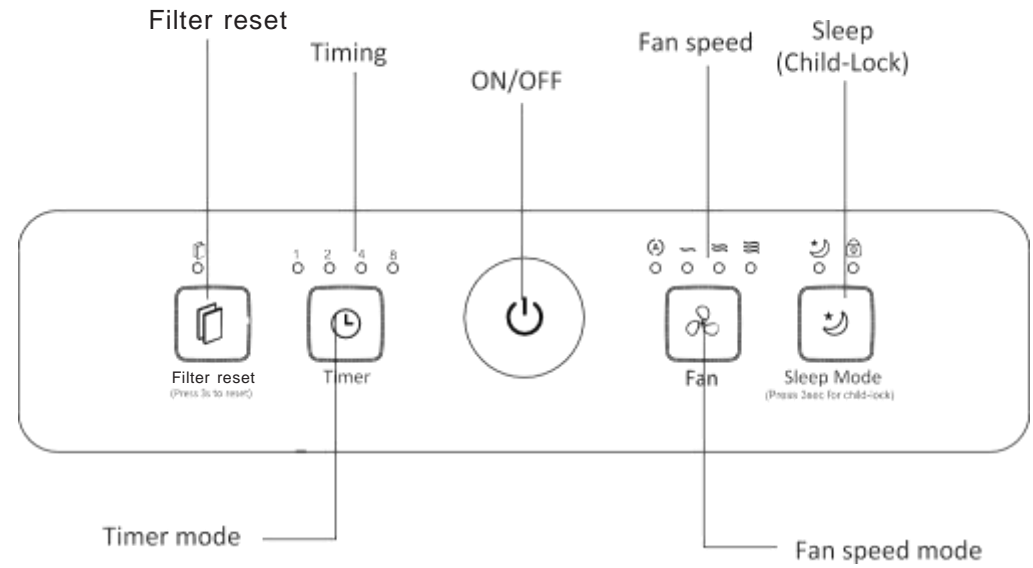 Filter reset
Timing
ON/OFF
Fan speed
Sleep
(Child-Lock)
1 2 4 8
A
Filter reset
(Press 3s to reset)
Timer
Fan
Sleep Mode
(Press 3sec for child-lock)
Timer mode
Fan speed mode